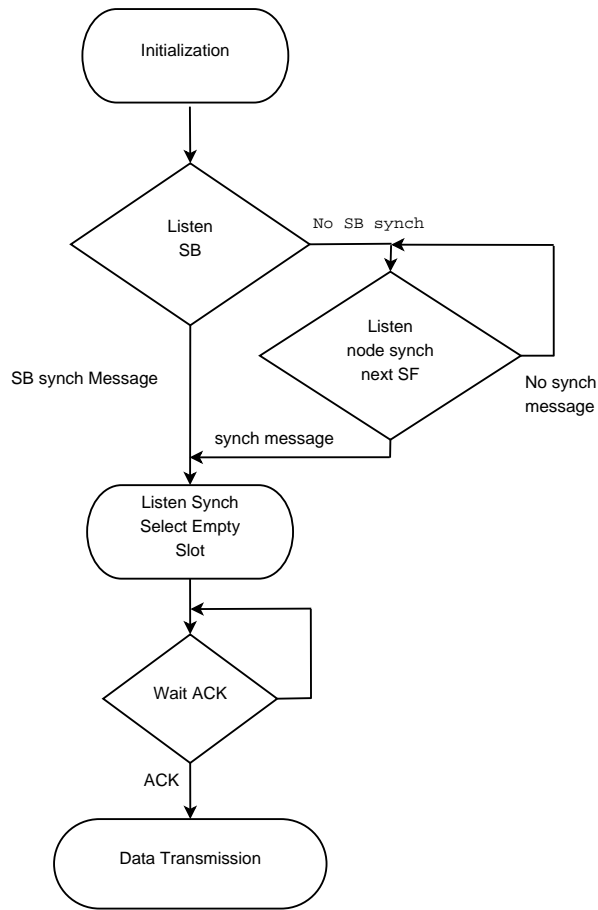 Initialization
Listen
SB
No SB synch
Listen
node synch
next SF
SB synch Message
No synch
message
synch message
Listen Synch
Select Empty
Slot
Wait ACK
ACK
Data Transmission